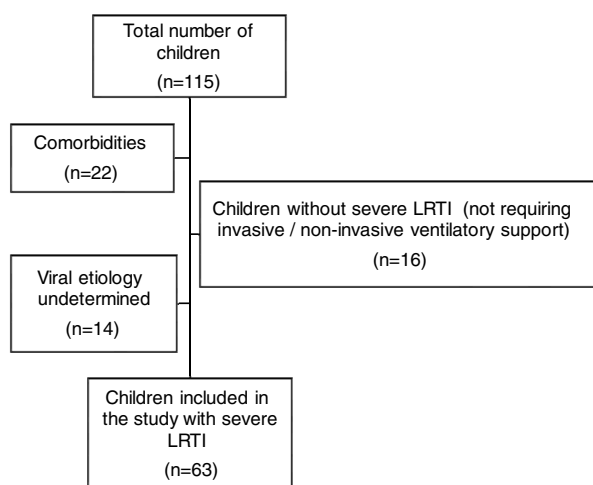 Total number of
children
(n=115)
Comorbidities
(n=22)
Children without severe LRTI (not requiring
invasive / non-invasive ventilatory support)
(n=16)
Viral etiology
undetermined
(n=14)
Children included in
the study with severe
LRTI
(n=63)